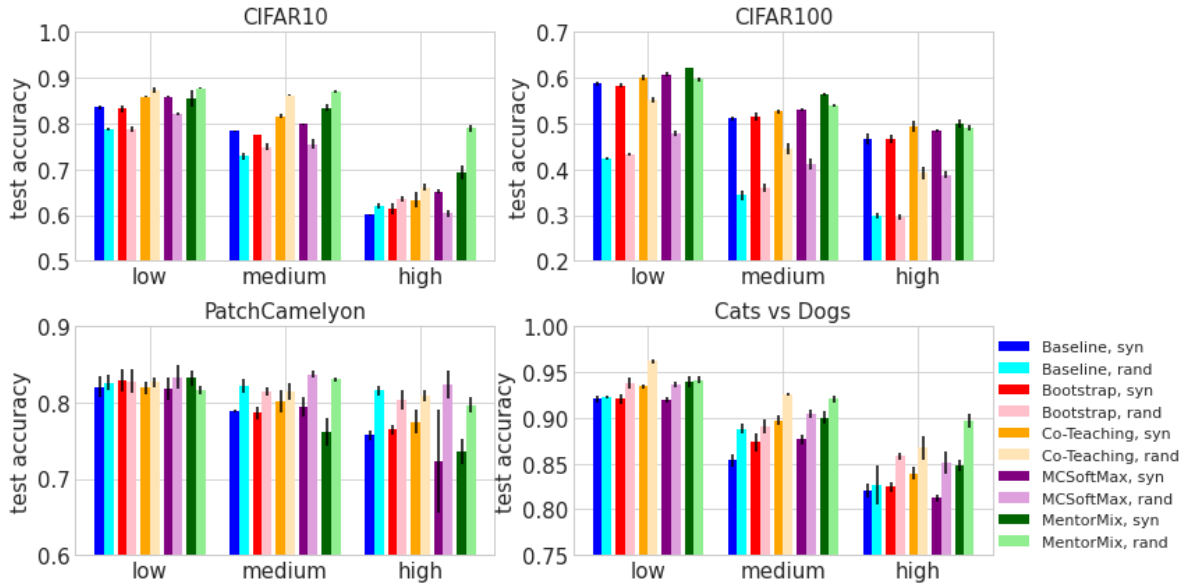 CIFAR10
test accuracy
1.0
0.9
0.8
0.7
0.6
0.5
low medium high
CIFAR100
test accuracy
0.7
0.6
0.5
0.4
0.3
0.2
low medium high
PatchCamelyon
test accuracy
0.9
0.8
0.7
0.6
low medium high
Cats vs Dogs
test accuracy
1.00
0.95
0.90
0.85
0.80
0.75
low medium high
Baseline, syn
Baseline, rand
Bootstrap, syn
Bootstrap, rand
Co-Teaching, syn
Co-Teaching, rand
MCSoftMax, syn
MCSoftMax, rand
MentorMix, syn
MentorMix, rand